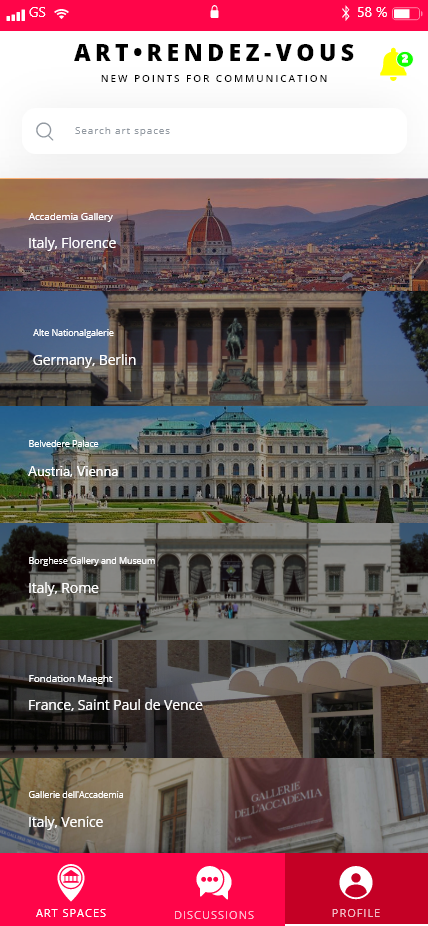 GS 58 %
ART•RENDEZ-VOUS
NEW POINTS FOR COMMUNICATION
2
Search art spaces
Accademia Gallery
Italy, Florence
Alte Nationalgalerie
Germany, Berlin
Belvedere Palace
Austria, Vienna
Borghese Gallery and Museum
Italy, Rome
Fondation Maeght
France, Saint Paul de Vence
Gallerie dell'Accademia
Italy, Venice
GALLERIE
DELL'ACCADEMIA
ART SPACES
DISCUSSIONS
PROFILE